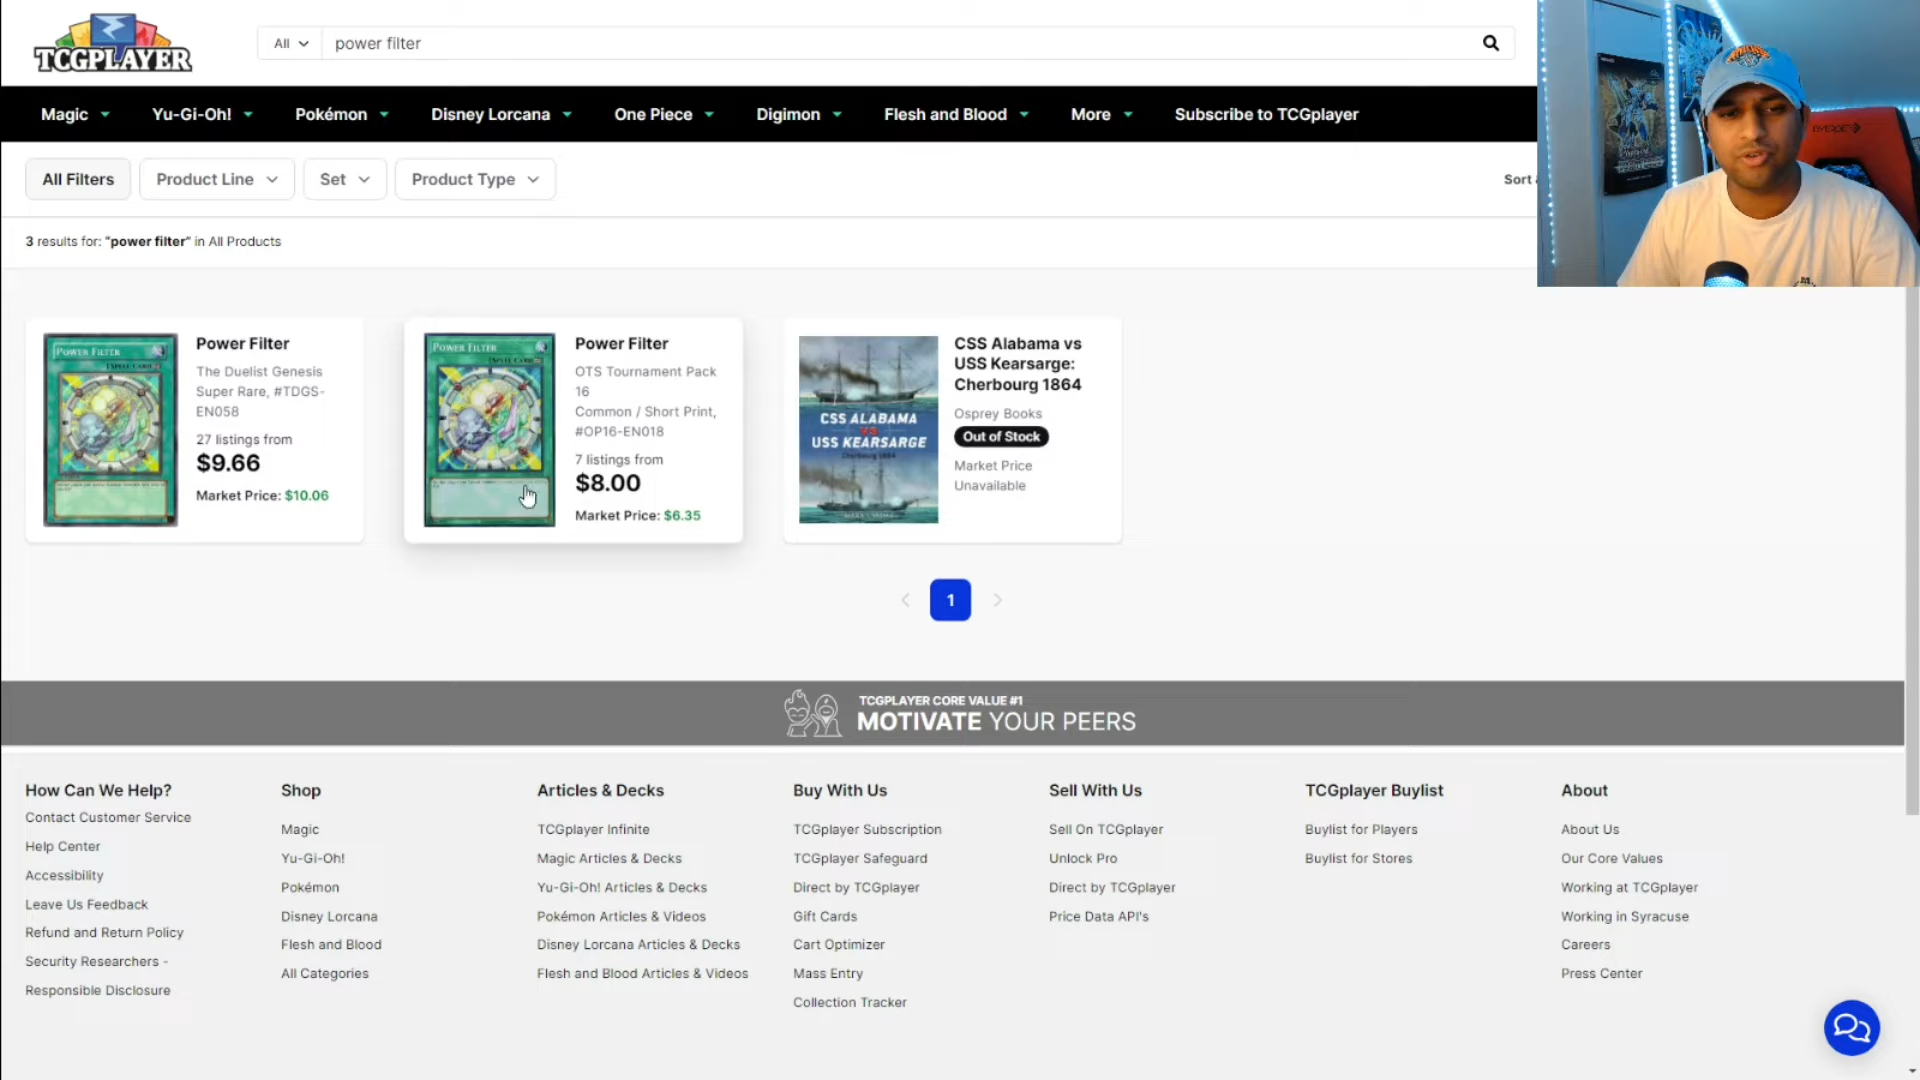 TCGPLAYER
All
power filter
Magic
Yu-Gi-Oh!
Pokémon
Disney Lorcana
One Piece
Digimon
Flesh and Blood
More
Subscribe to TCGplayer
All Filters
Product Line
Set
Product Type
Sort
3 results for: "power filter" in All Products
POWER FILTER
[SPELL CARD
Power Filter
The Duelist Genesis
Super Rare, #TDGS-
EN058
27 listings from
$9.66
Market Price: $10.06
POWER FILTER
[SPELL CARD
Power Filter
OTS Tournament Pack
16
Common / Short Print,
#OP16-EN018
7 listings from
$8.00
Market Price: $6.35
CSS ALABAMA
VS
USS KEARSARGE
Cherbourg 1864
CSS Alabama vs
USS Kearsarge:
Cherbourg 1864
Osprey Books
Out of Stock
Market Price
Unavailable
1
TCGPLAYER CORE VALUE #1
MOTIVATE YOUR PEERS
How Can We Help?
Contact Customer Service
Help Center
Accessibility
Leave Us Feedback
Refund and Return Policy
Security Researchers -
Responsible Disclosure
Shop
Magic
Yu-Gi-Oh!
Pokémon
Disney Lorcana
Flesh and Blood
All Categories
Articles & Decks
TCGplayer Infinite
Magic Articles & Decks
Yu-Gi-Oh! Articles & Decks
Pokémon Articles & Videos
Disney Lorcana Articles & Decks
Flesh and Blood Articles & Videos
Buy With Us
TCGplayer Subscription
TCGplayer Safeguard
Direct by TCGplayer
Gift Cards
Cart Optimizer
Mass Entry
Collection Tracker
Sell With Us
Sell On TCGplayer
Unlock Pro
Direct by TCGplayer
Price Data API's
TCGplayer Buylist
Buylist for Players
Buylist for Stores
About
About Us
Our Core Values
Working at TCGplayer
Working in Syracuse
Careers
Press Center